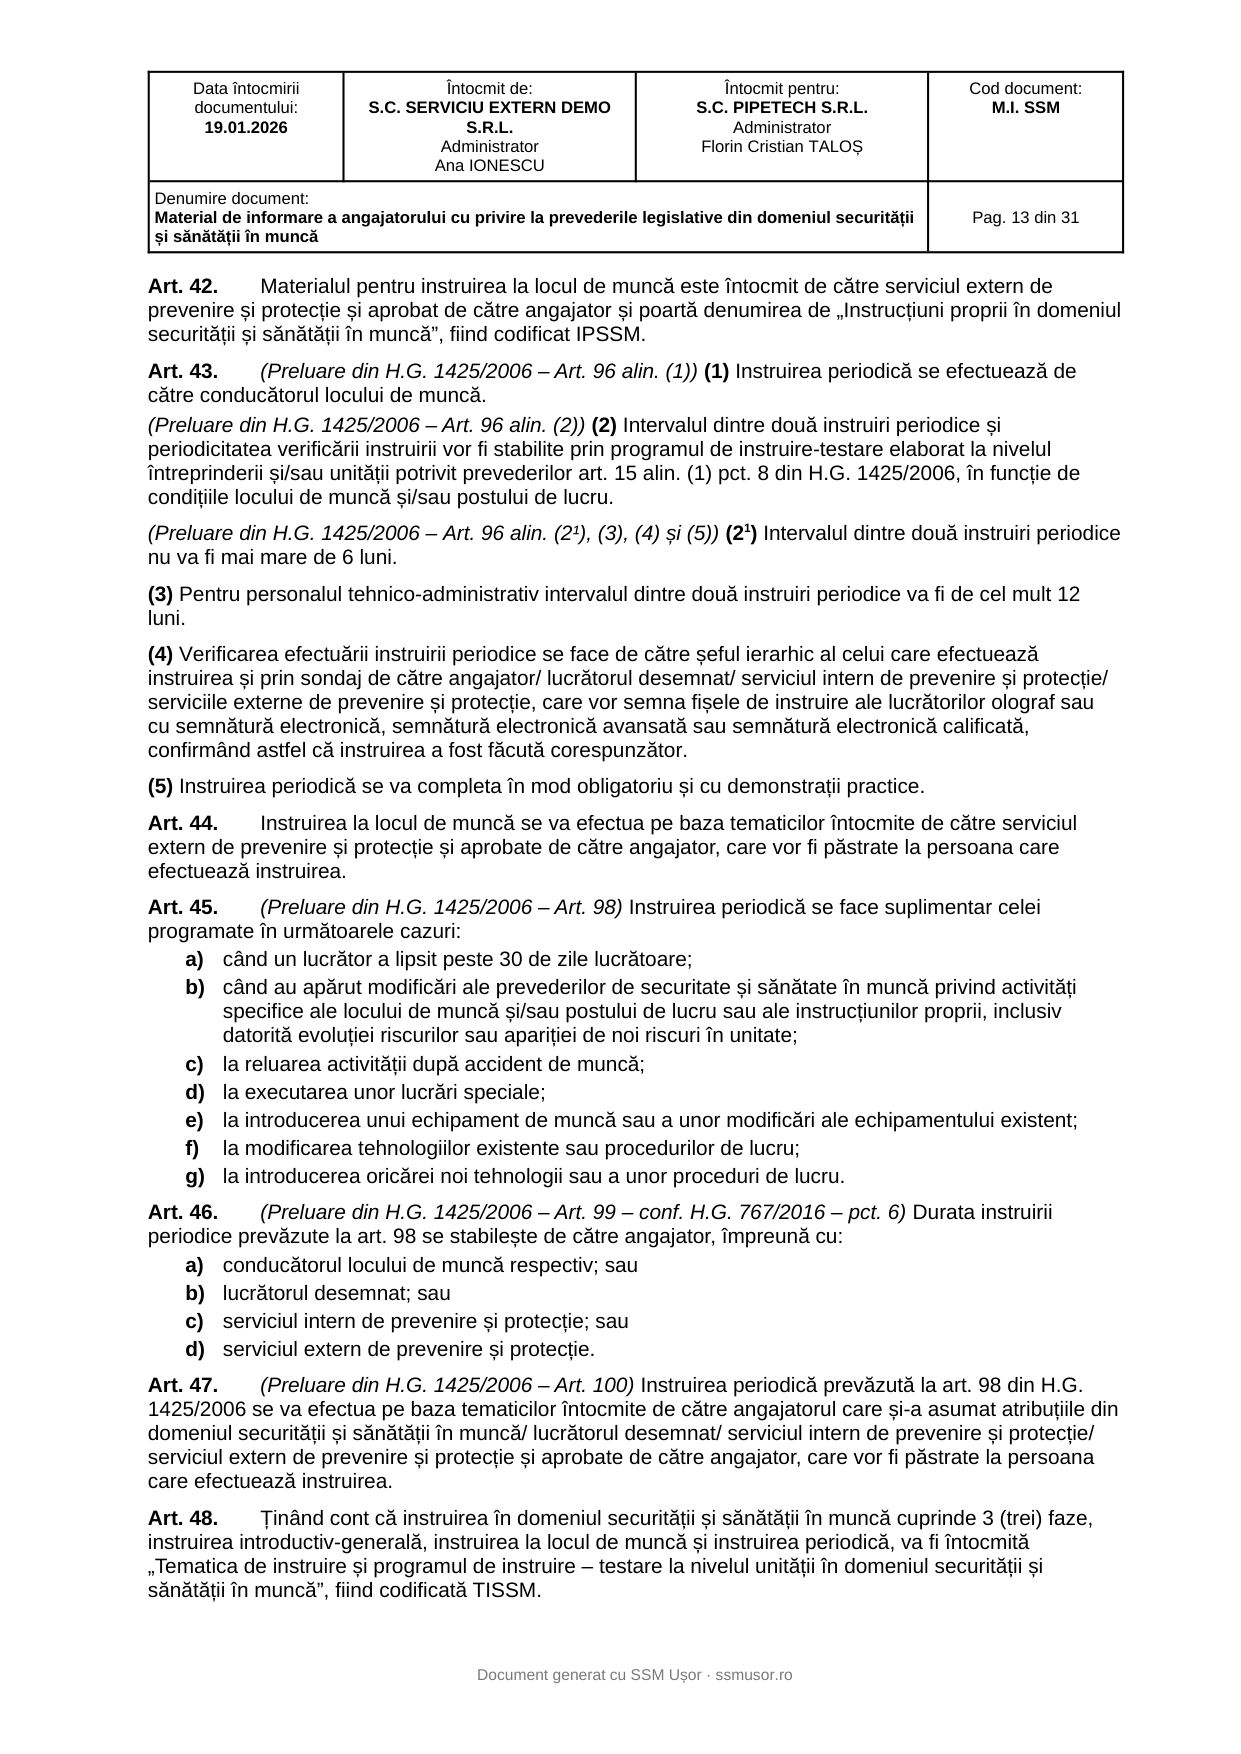 Data întocmirii
documentului:
19.01.2026
Întocmit de:
S.C. SERVICIU EXTERN DEMO
S.R.L.
Administrator
Ana IONESCU
Întocmit pentru:
S.C. PIPETECH S.R.L.
Administrator
Florin Cristian TALOȘ
Cod document:
M.I. SSM
Denumire document:
Material de informare a angajatorului cu privire la prevederile legislative din domeniul securității
și sănătății în muncă
Pag. 13 din 31
Art. 42. Materialul pentru instruirea la locul de muncă este întocmit de către serviciul extern de
prevenire și protecție și aprobat de către angajator și poartă denumirea de „Instrucțiuni proprii în domeniul
securității și sănătății în muncă”, fiind codificat IPSSM.
Art. 43. (Preluare din H.G. 1425/2006 – Art. 96 alin. (1)) (1) Instruirea periodică se efectuează de
către conducătorul locului de muncă.
(Preluare din H.G. 1425/2006 – Art. 96 alin. (2)) (2) Intervalul dintre două instruiri periodice și
periodicitatea verificării instruirii vor fi stabilite prin programul de instruire-testare elaborat la nivelul
întreprinderii și/sau unității potrivit prevederilor art. 15 alin. (1) pct. 8 din H.G. 1425/2006, în funcție de
condițiile locului de muncă și/sau postului de lucru.
(Preluare din H.G. 1425/2006 – Art. 96 alin. (2¹), (3), (4) și (5)) (2¹) Intervalul dintre două instruiri periodice
nu va fi mai mare de 6 luni.
(3) Pentru personalul tehnico-administrativ intervalul dintre două instruiri periodice va fi de cel mult 12
luni.
(4) Verificarea efectuării instruirii periodice se face de către șeful ierarhic al celui care efectuează
instruirea și prin sondaj de către angajator/ lucrătorul desemnat/ serviciul intern de prevenire și protecție/
serviciile externe de prevenire și protecție, care vor semna fișele de instruire ale lucrătorilor olograf sau
cu semnătură electronică, semnătură electronică avansată sau semnătură electronică calificată,
confirmând astfel că instruirea a fost făcută corespunzător.
(5) Instruirea periodică se va completa în mod obligatoriu și cu demonstrații practice.
Art. 44. Instruirea la locul de muncă se va efectua pe baza tematicilor întocmite de către serviciul
extern de prevenire și protecție și aprobate de către angajator, care vor fi păstrate la persoana care
efectuează instruirea.
Art. 45. (Preluare din H.G. 1425/2006 – Art. 98) Instruirea periodică se face suplimentar celei
programate în următoarele cazuri:
a) când un lucrător a lipsit peste 30 de zile lucrătoare;
b) când au apărut modificări ale prevederilor de securitate și sănătate în muncă privind activități
specifice ale locului de muncă și/sau postului de lucru sau ale instrucțiunilor proprii, inclusiv
datorită evoluției riscurilor sau apariției de noi riscuri în unitate;
c) la reluarea activității după accident de muncă;
d) la executarea unor lucrări speciale;
e) la introducerea unui echipament de muncă sau a unor modificări ale echipamentului existent;
f) la modificarea tehnologiilor existente sau procedurilor de lucru;
g) la introducerea oricărei noi tehnologii sau a unor proceduri de lucru.
Art. 46. (Preluare din H.G. 1425/2006 – Art. 99 – conf. H.G. 767/2016 – pct. 6) Durata instruirii
periodice prevăzute la art. 98 se stabilește de către angajator, împreună cu:
a) conducătorul locului de muncă respectiv; sau
b) lucrătorul desemnat; sau
c) serviciul intern de prevenire și protecție; sau
d) serviciul extern de prevenire și protecție.
Art. 47. (Preluare din H.G. 1425/2006 – Art. 100) Instruirea periodică prevăzută la art. 98 din H.G.
1425/2006 se va efectua pe baza tematicilor întocmite de către angajatorul care și-a asumat atribuțiile din
domeniul securității și sănătății în muncă/ lucrătorul desemnat/ serviciul intern de prevenire și protecție/
serviciul extern de prevenire și protecție și aprobate de către angajator, care vor fi păstrate la persoana
care efectuează instruirea.
Art. 48. Ținând cont că instruirea în domeniul securității și sănătății în muncă cuprinde 3 (trei) faze,
instruirea introductiv-generală, instruirea la locul de muncă și instruirea periodică, va fi întocmită
„Tematica de instruire și programul de instruire – testare la nivelul unității în domeniul securității și
sănătății în muncă”, fiind codificată TISSM.
Document generat cu SSM Ușor · ssmusor.ro